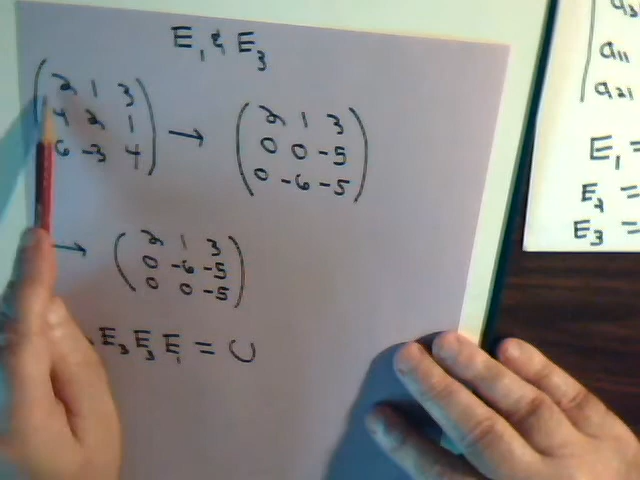 E₁ & E₃
2 1 3
4 2 1 →
6 -3 4
2 1 3
0 0 -5
0 -6 -5
→ 2 1 3
0 -6 -5
0 0 -5
E₃ E₃ E₁ = U
a₁₁
a₂₁
E₁ =
E₂ =
E₃ =